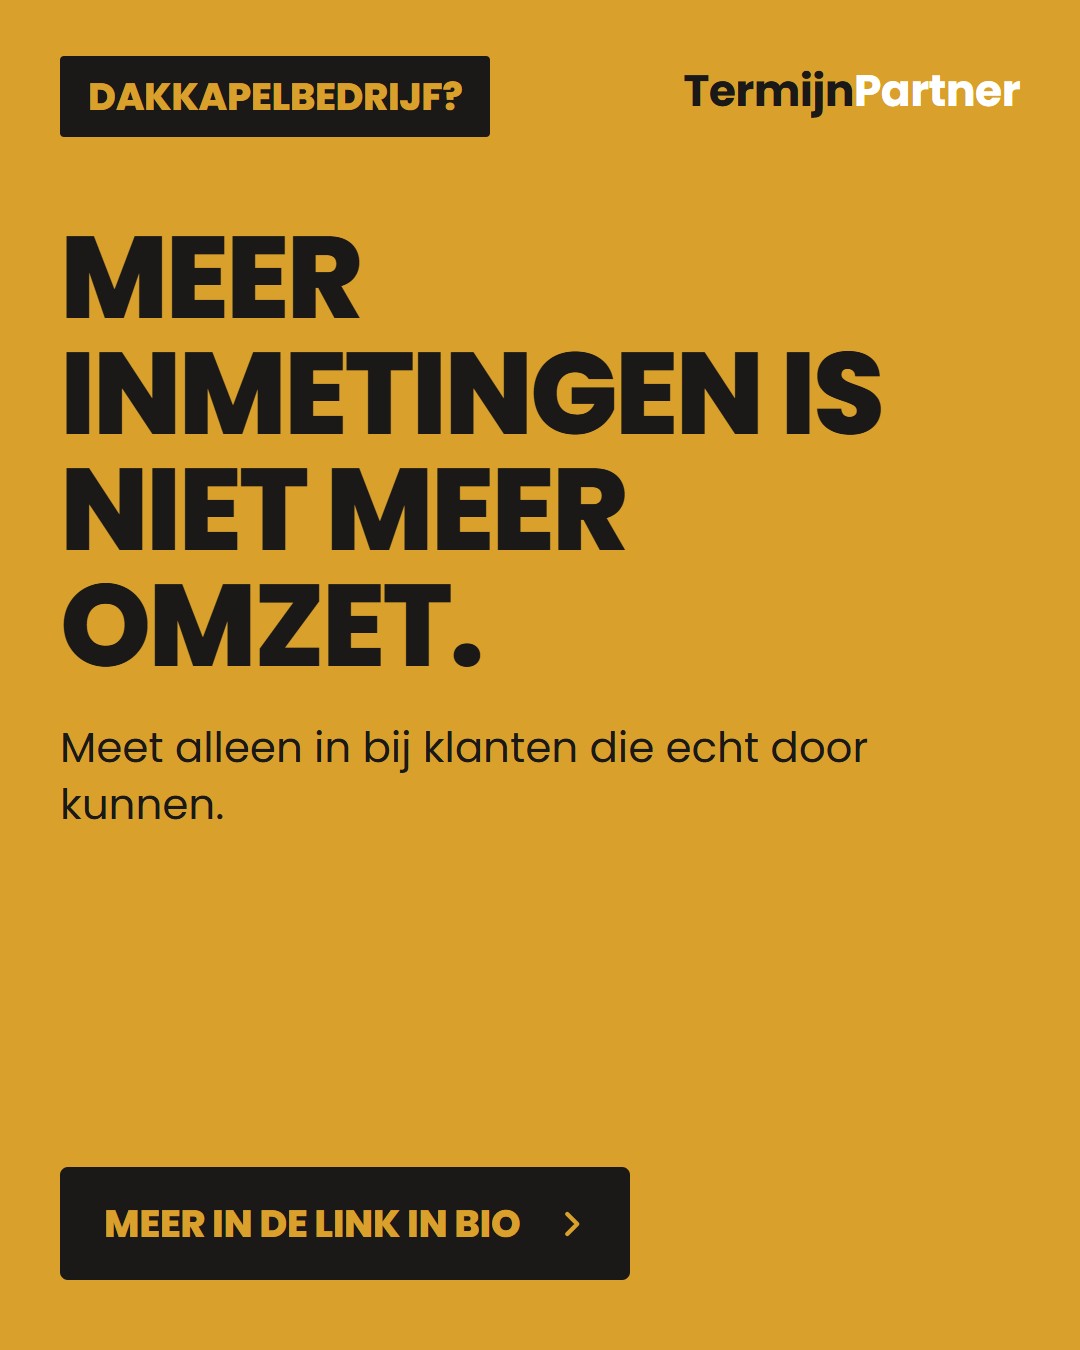 DAKKAPELBEDRIJF?
TermijnPartner
MEER
INMETINGEN IS
NIET MEER
OMZET.
Meet alleen in bij klanten die echt door
kunnen.
MEER IN DE LINK IN BIO